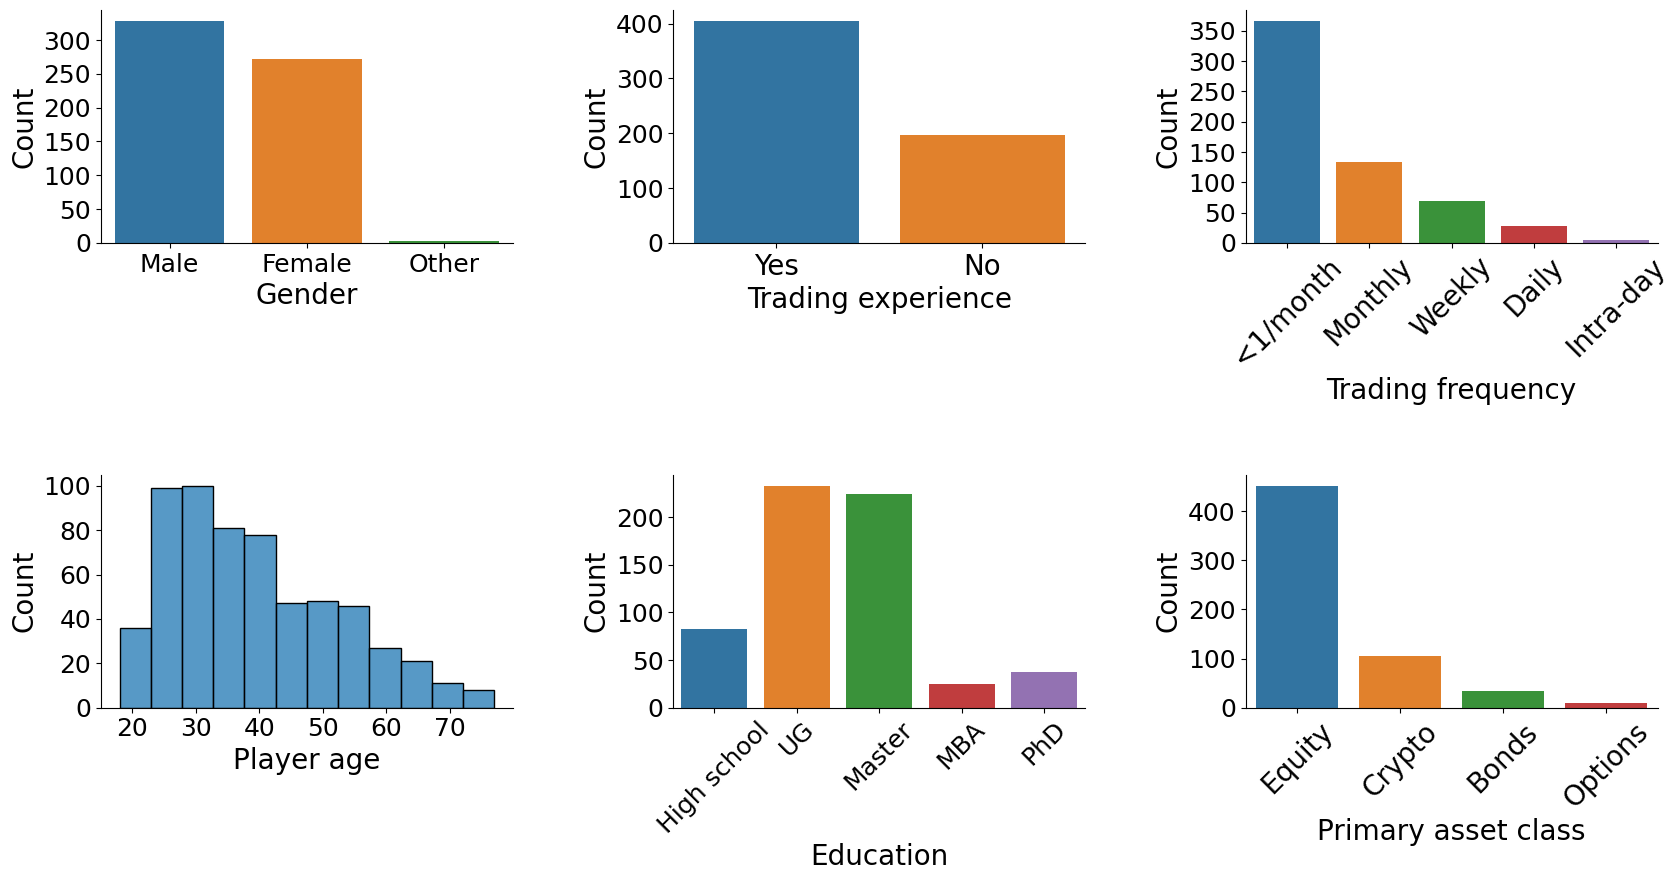 Count
300
250
200
150
100
50
0
Male Female Other
Gender
Count
400
300
200
100
0
Yes No
Trading experience
Count
350
300
250
200
150
100
50
0
<1/month Monthly Weekly Daily Intra-day
Trading frequency
Count
100
80
60
40
20
0
20 30 40 50 60 70
Player age
Count
200
150
100
50
0
High school UG Master MBA PhD
Education
Count
400
300
200
100
0
Equity Crypto Bonds Options
Primary asset class